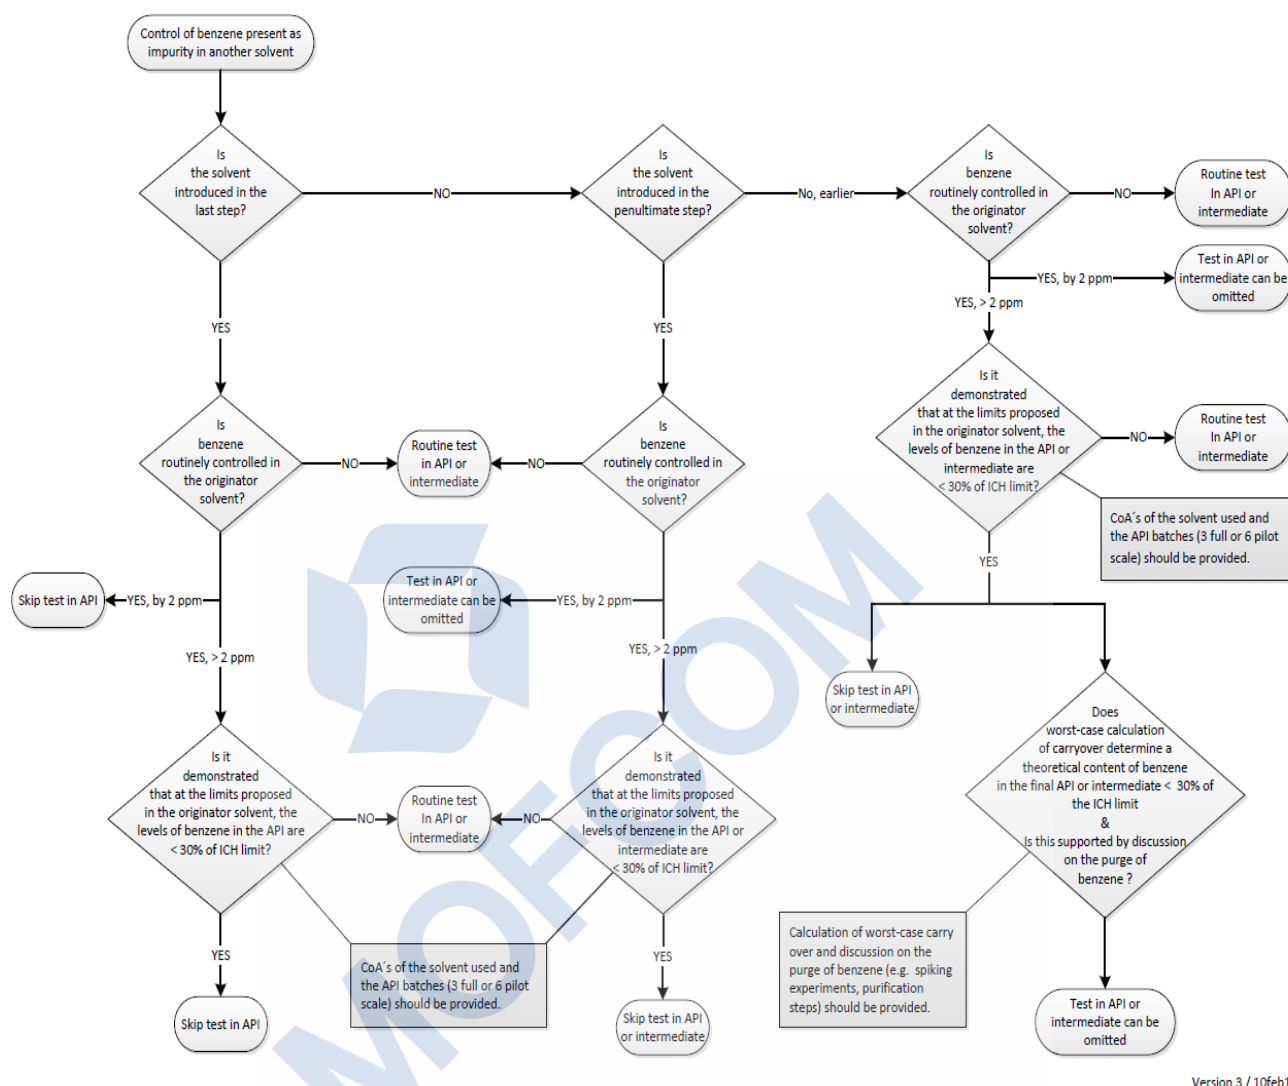 Control of benzene present as
impurity in another solvent
Is
the solvent
introduced in the
last step?
NO
Is
the solvent
introduced in the
penultimate step?
No, earlier
Is
benzene
routinely controlled in
the originator
solvent?
NO
Routine test
In API or
intermediate
YES, by 2 ppm
Test in API or
intermediate can be
omitted
YES
YES
YES, > 2 ppm
Is it
demonstrated
that at the limits proposed
in the originator solvent, the
levels of benzene in the API or
intermediate are
< 30% of ICH limit?
NO
Routine test
In API or
intermediate
Is
benzene
routinely controlled in
the originator
solvent?
NO
Routine test
in API or
intermediate
NO
Is
benzene
routinely controlled in
the originator
solvent?
CoA´s of the solvent used and
the API batches (3 full or 6 pilot
scale) should be provided.
YES
Skip test in API
YES, by 2 ppm
Test in API or
intermediate can be
omitted
YES, by 2 ppm
YES, > 2 ppm
YES, > 2 ppm
Skip test in API
or intermediate
Does
worst-case calculation
of carryover determine a
theoretical content of benzene
in the final API or intermediate < 30% of
the ICH limit
&
Is this supported by discussion
on the purge of
benzene ?
Is it
demonstrated
that at the limits proposed
in the originator solvent, the
levels of benzene in the API are
< 30% of ICH limit?
NO
Routine test
In API or
intermediate
NO
Is it
demonstrated
that at the limits proposed
in the originator solvent, the
levels of benzene in the API or
intermediate are
< 30% of ICH limit?
YES
CoA´s of the solvent used and
the API batches (3 full or 6 pilot
scale) should be provided.
YES
Calculation of worst-case carry
over and discussion on the
purge of benzene (e.g. spiking
experiments, purification
steps) should be provided.
YES
Skip test in API
Skip test in API
or intermediate
Test in API or
intermediate can be
omitted
MOFCOM
Version 3 / 10feb1